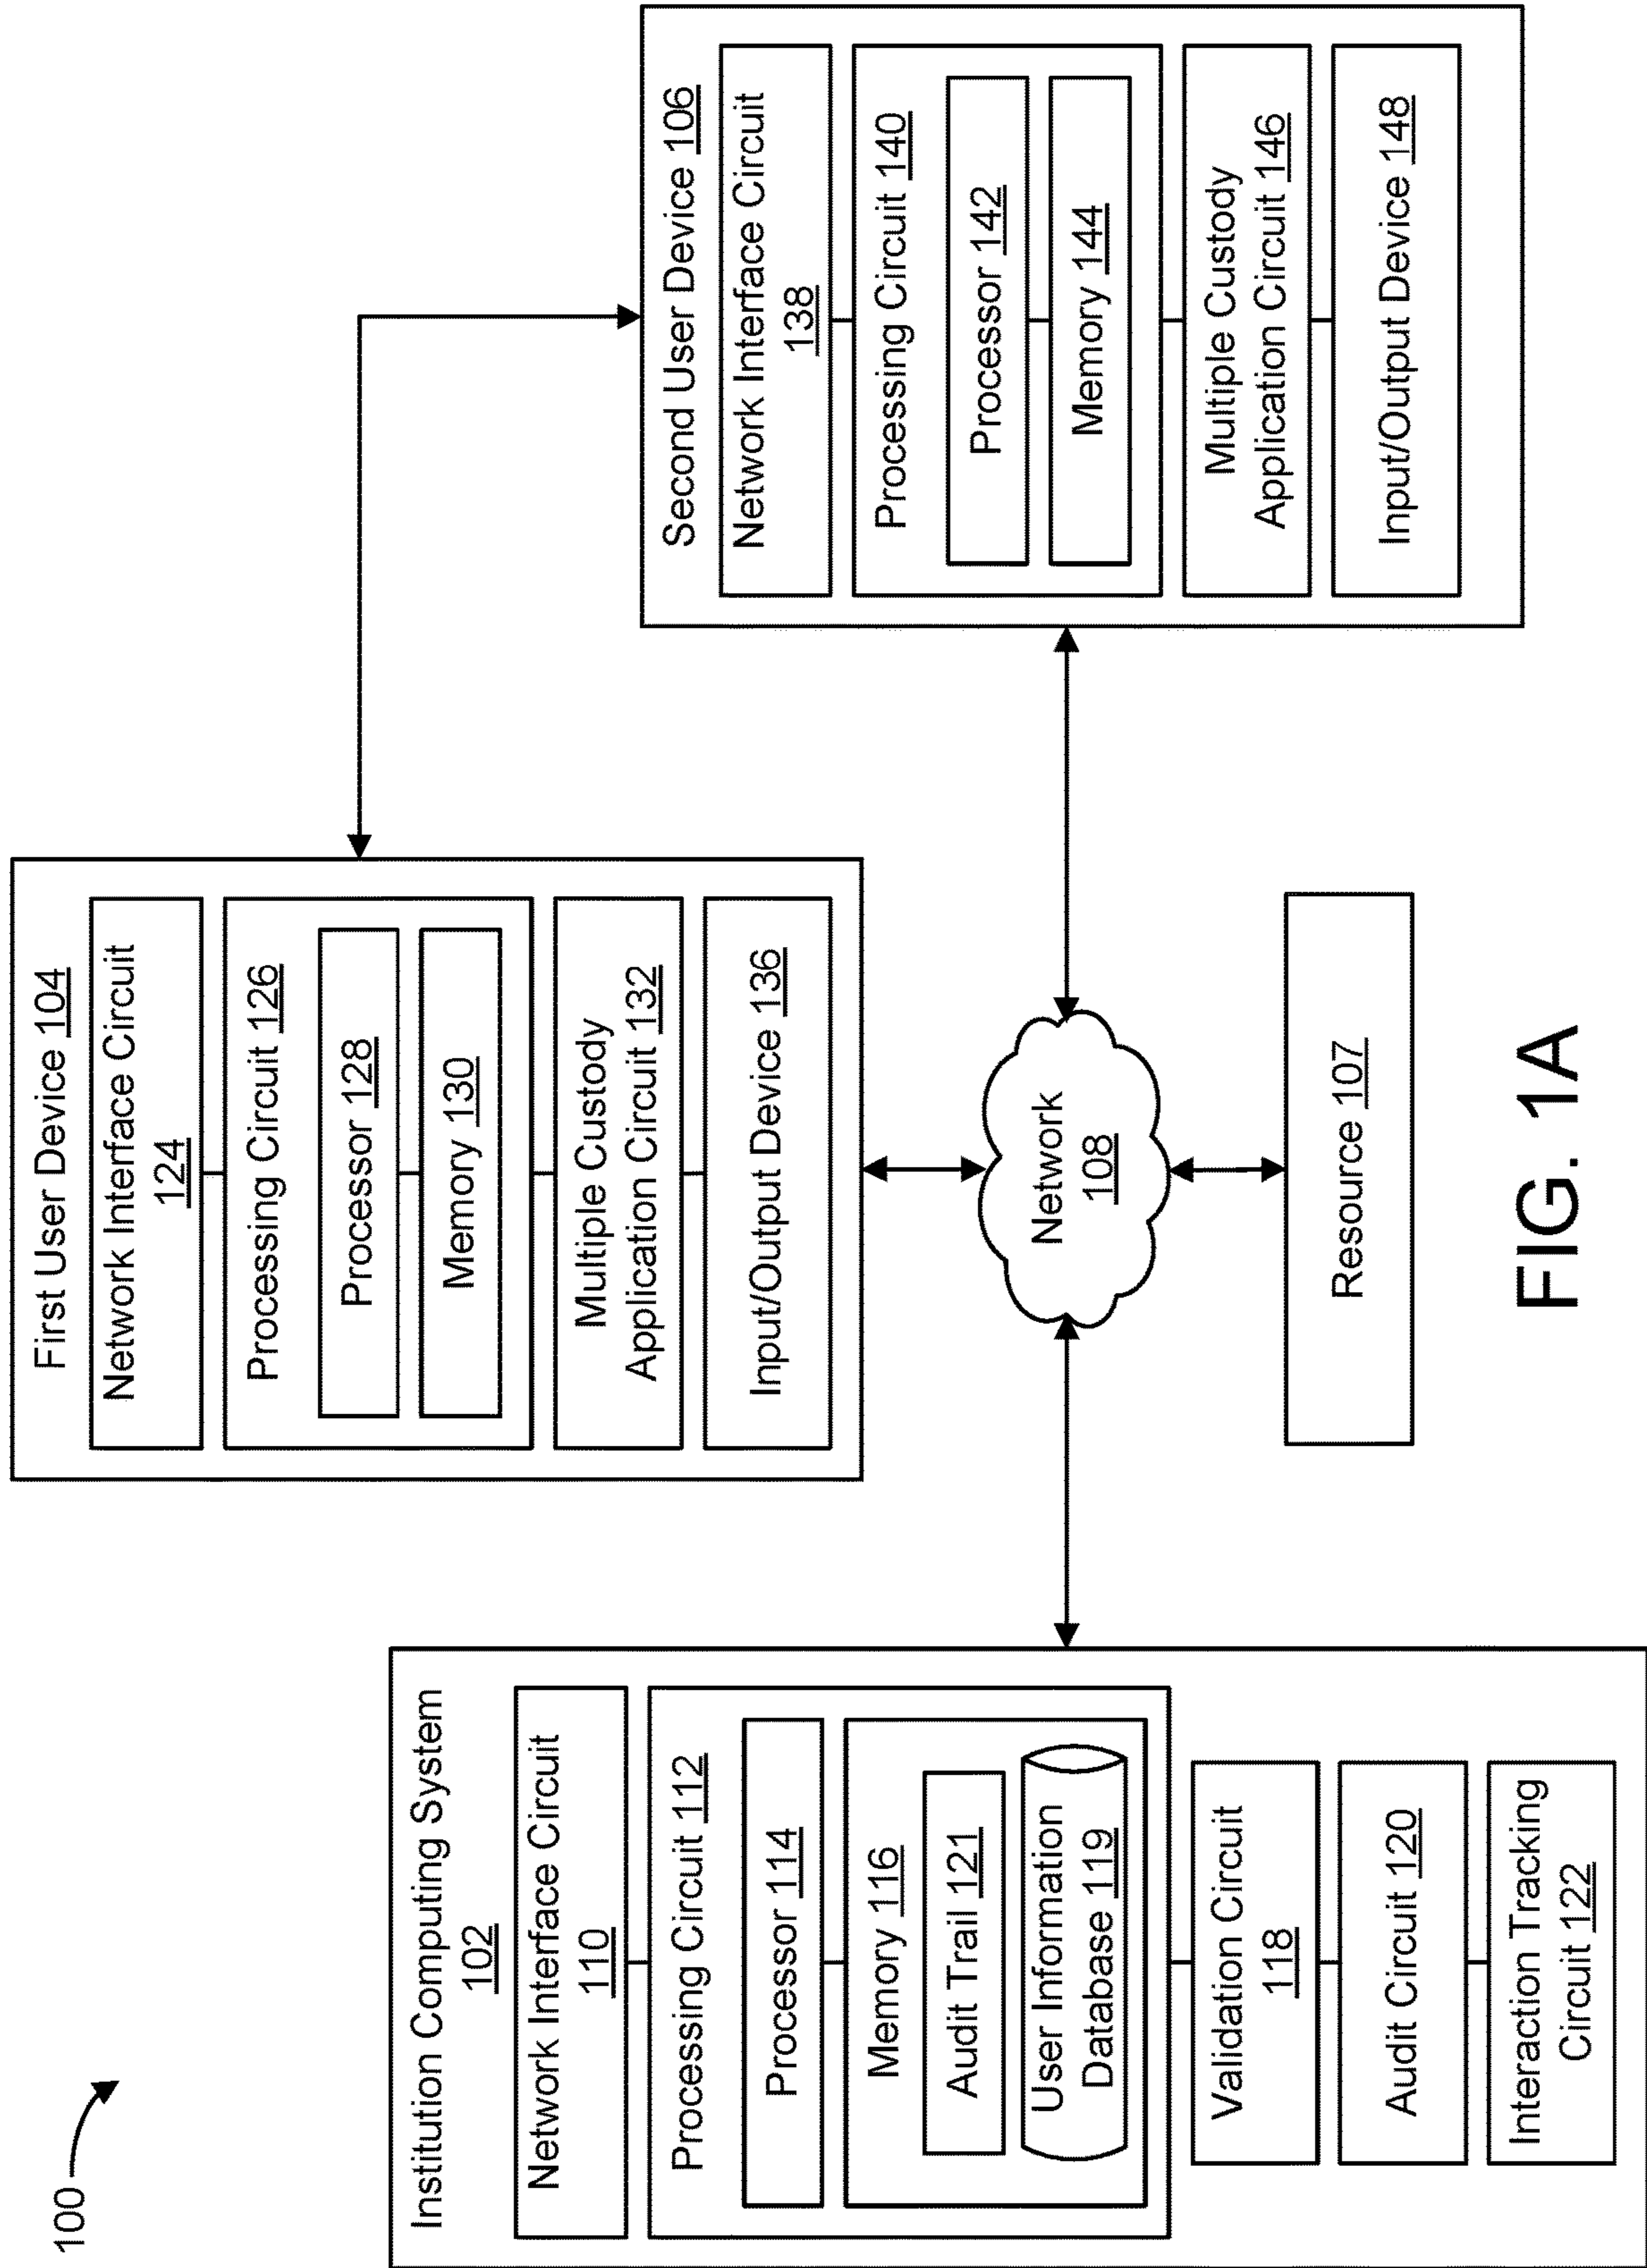 100
Institution Computing System
102
Network Interface Circuit
110
Processing Circuit 112
Processor 114
Memory 116
Audit Trail 121
User Information
Database 119
Validation Circuit
118
Audit Circuit 120
Interaction Tracking
Circuit 122
First User Device 104
Network Interface Circuit
124
Processing Circuit 126
Processor 128
Memory 130
Multiple Custody
Application Circuit 132
Input/Output Device 136
Network
108
Resource 107
Second User Device 106
Network Interface Circuit
138
Processing Circuit 140
Processor 142
Memory 144
Multiple Custody
Application Circuit 146
Input/Output Device 148
FIG. 1A